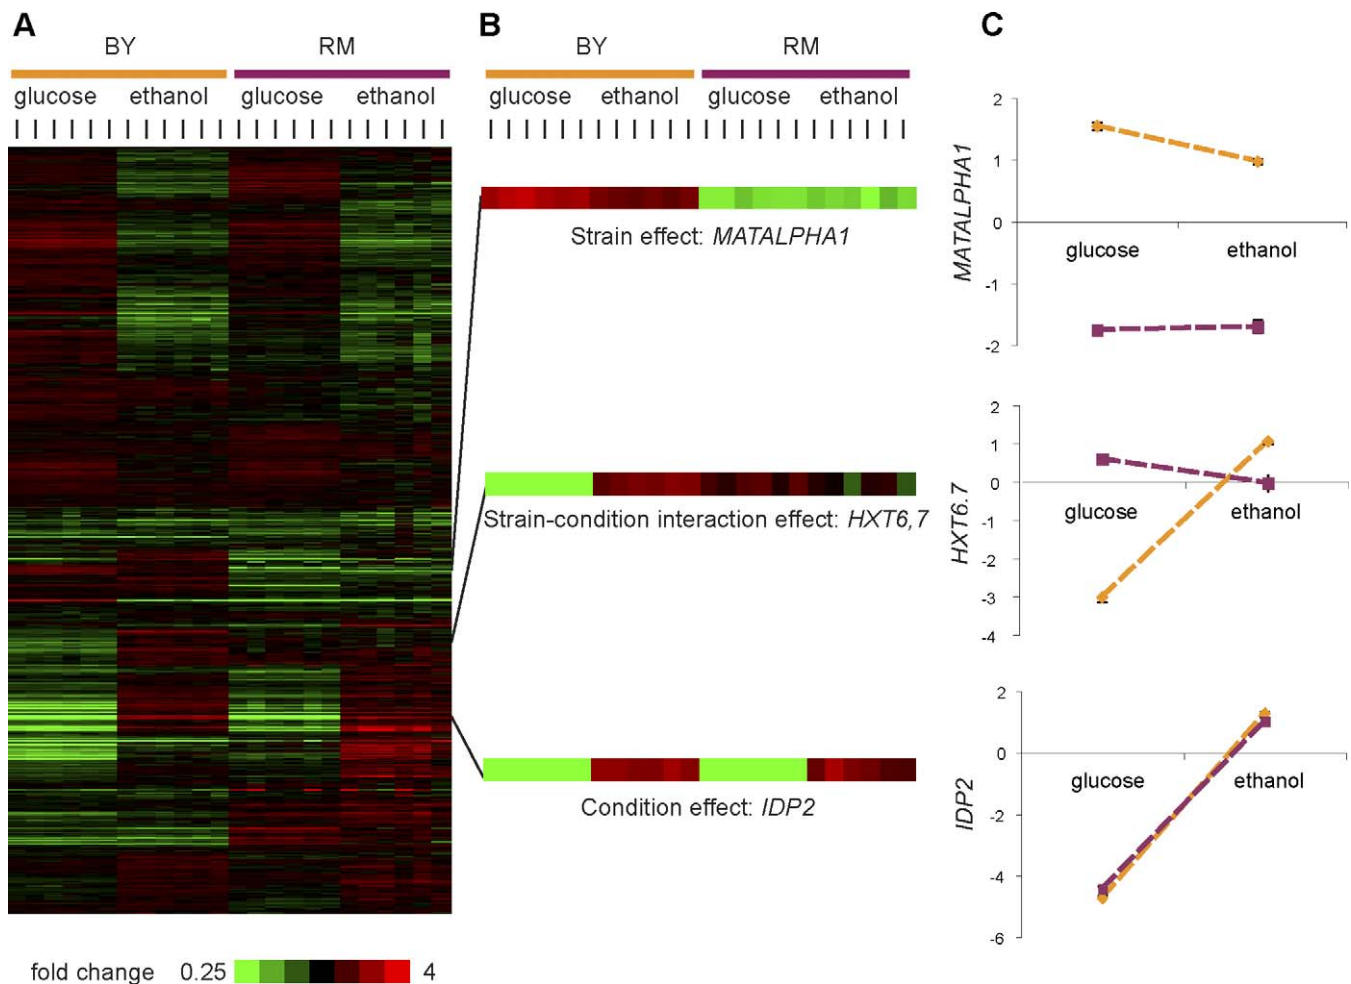 A
B
C
BY
RM
BY
RM
glucose
ethanol
glucose
ethanol
glucose
ethanol
glucose
ethanol
Strain effect: MATALPHA1
Strain-condition interaction effect: HXT6,7
Condition effect: IDP2
MATALPHA1
2
1
0
-1
-2
glucose
ethanol
HXT6.7
2
1
0
-1
-2
-3
-4
glucose
ethanol
IDP2
2
0
-2
-4
-6
glucose
ethanol
fold change 0.25 4